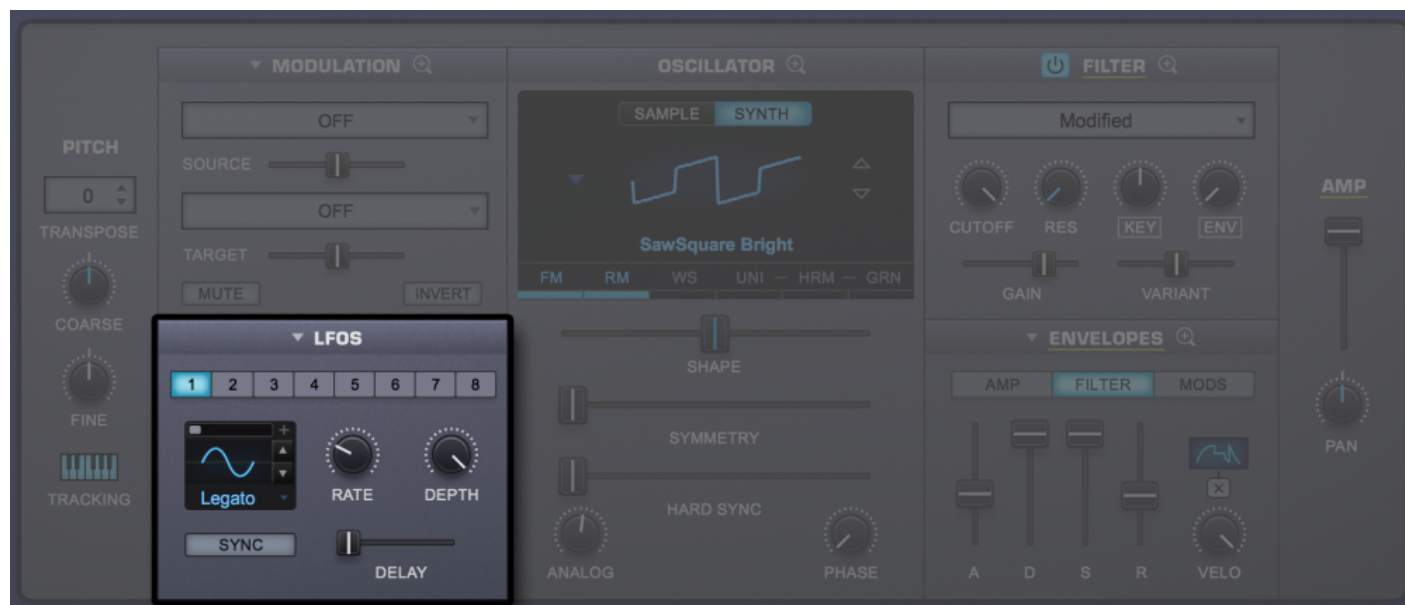 PITCH
0
TRANSPOSE
COARSE
FINE
TRACKING
MODULATION
OFF
SOURCE
OFF
TARGET
MUTE INVERT
LFOS
1 2 3 4 5 6 7 8
+
Legato
RATE DEPTH
SYNC
DELAY
OSCILLATOR
SAMPLE SYNTH
SawSquare Bright
FM RM WS UNI — HRM — GRN
SHAPE
SYMMETRY
HARD SYNC
ANALOG PHASE
FILTER
Modified
CUTOFF RES KEY ENV
GAIN VARIANT
ENVELOPES
AMP FILTER MODS
X
A D S R VELO
AMP
PAN